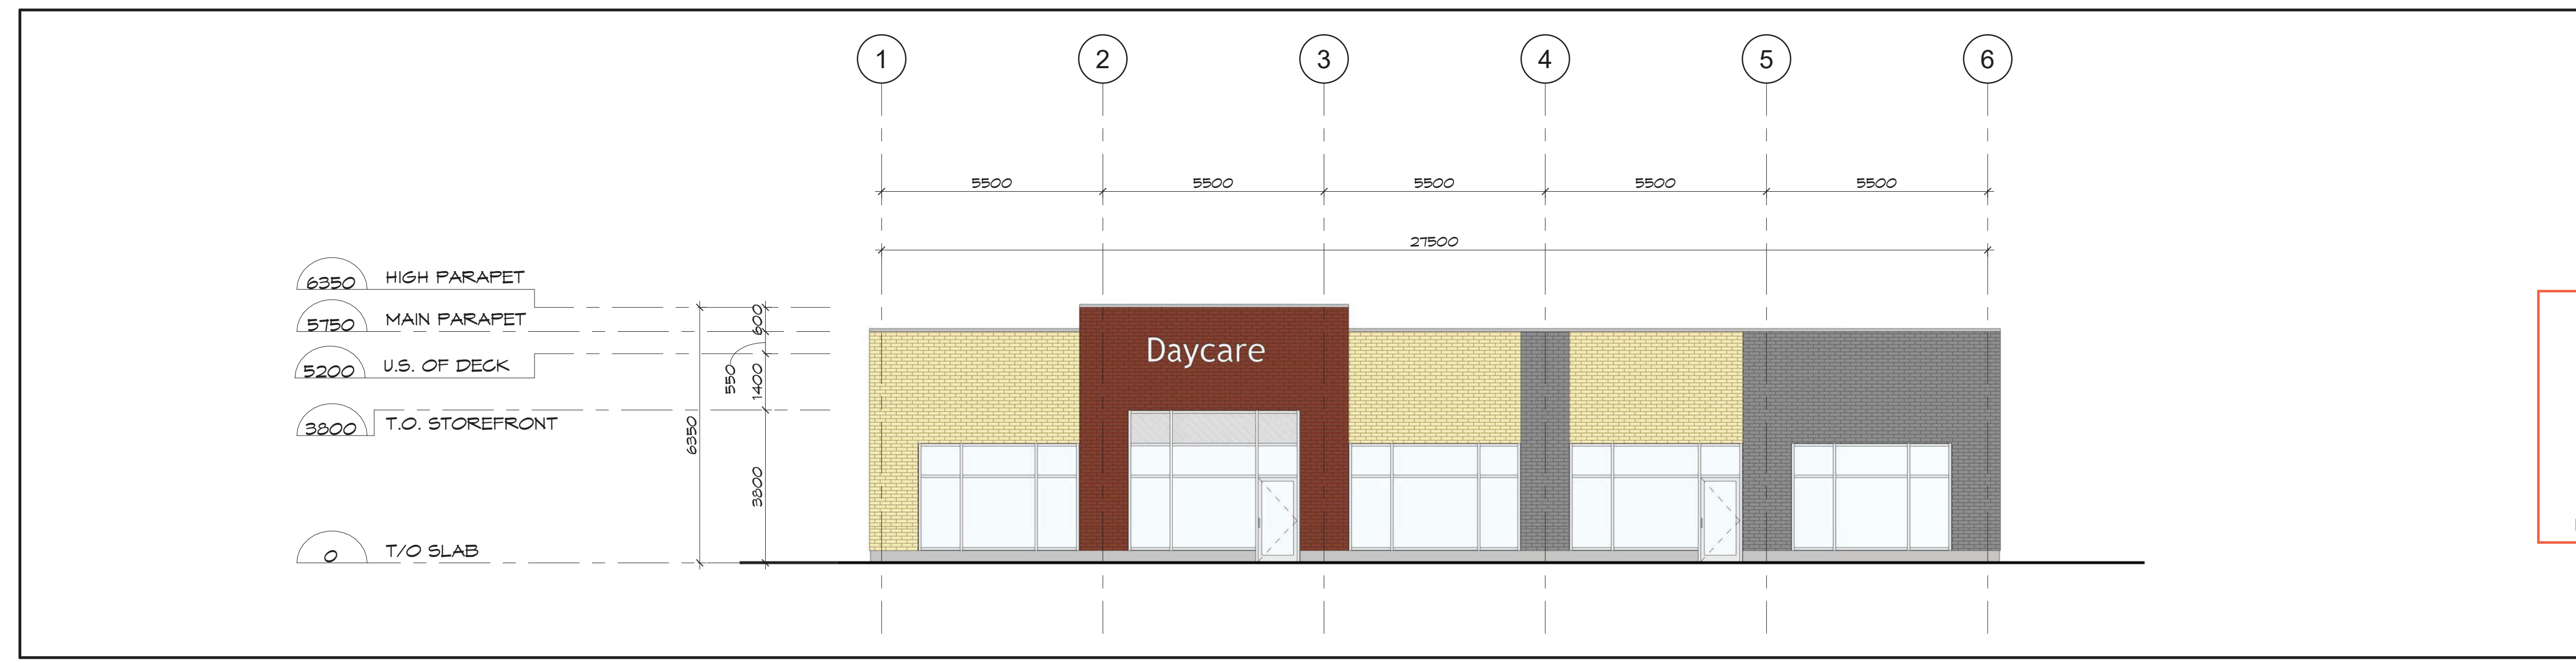 1 2 3 4 5 6
5500 5500 5500 5500 5500
27500
6350 HIGH PARAPET
5750 MAIN PARAPET
5200 U.S. OF DECK
3800 T.O. STOREFRONT
0 T/O SLAB
6350
600
550
1400
3800
Daycare